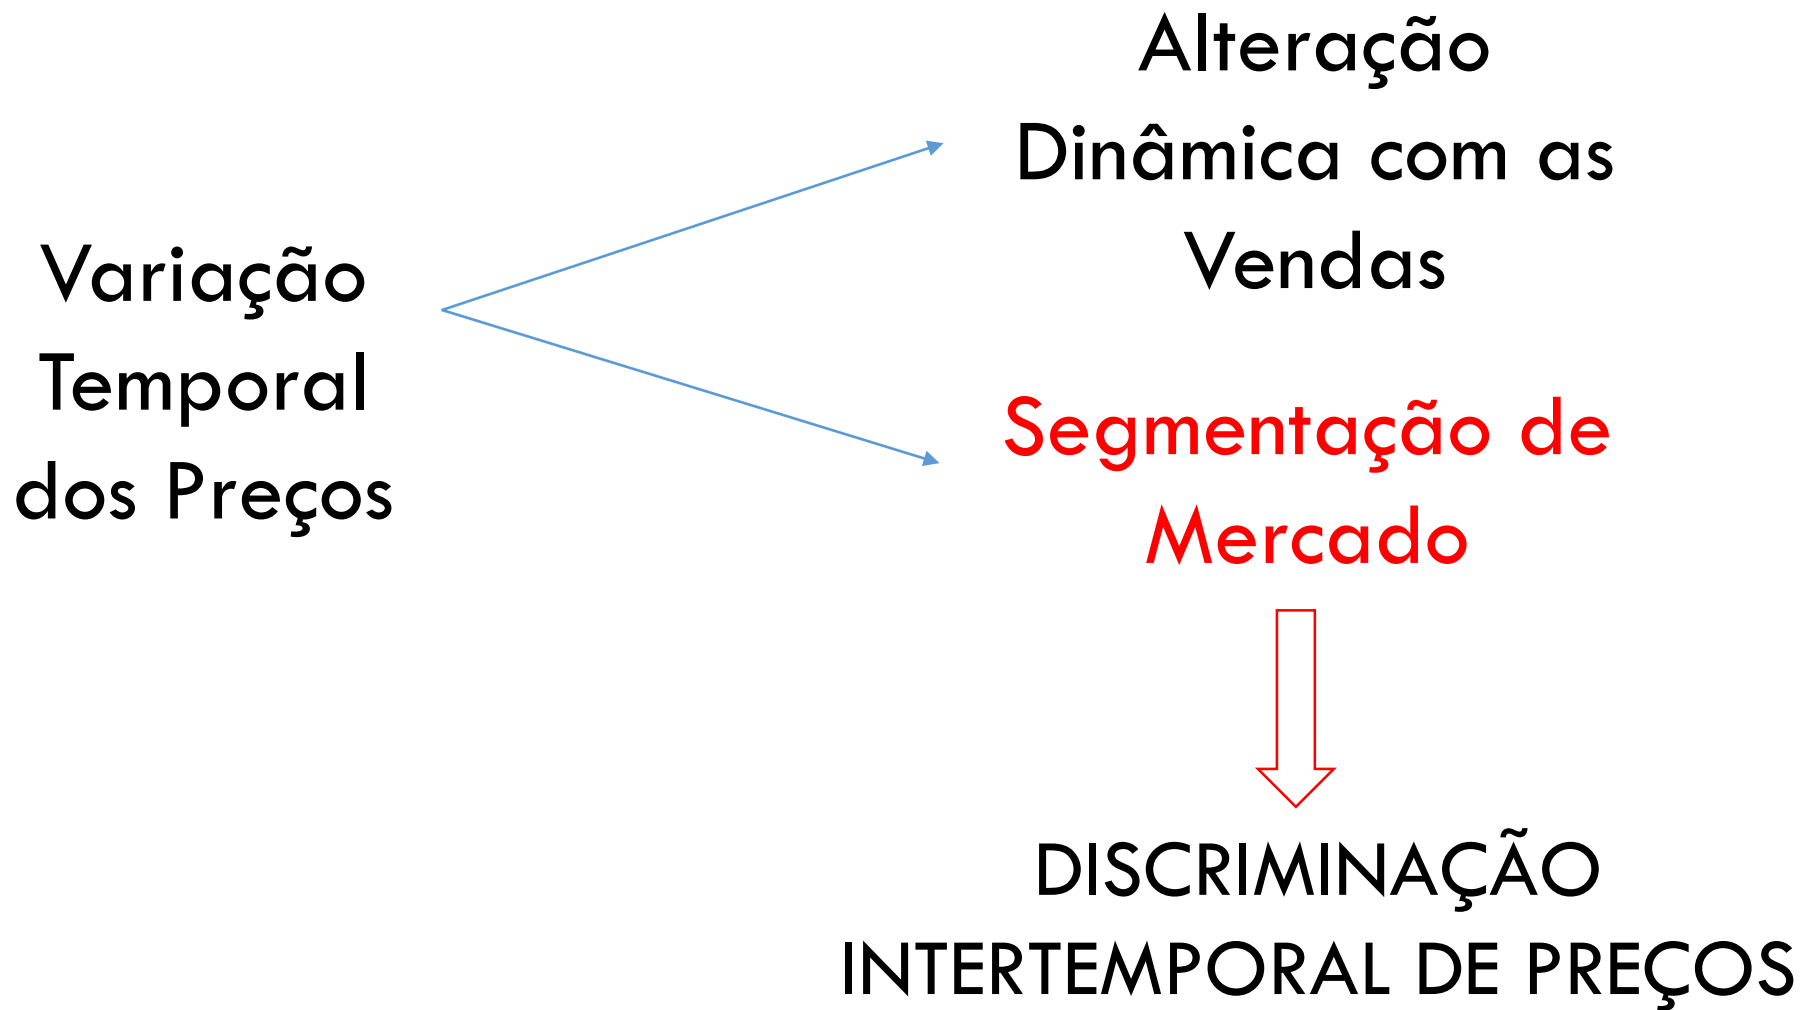 Variação
Temporal
dos Preços
Alteração
Dinâmica com as
Vendas
Segmentação de
Mercado
DISCRIMINAÇÃO
INTERTEMPORAL DE PREÇOS